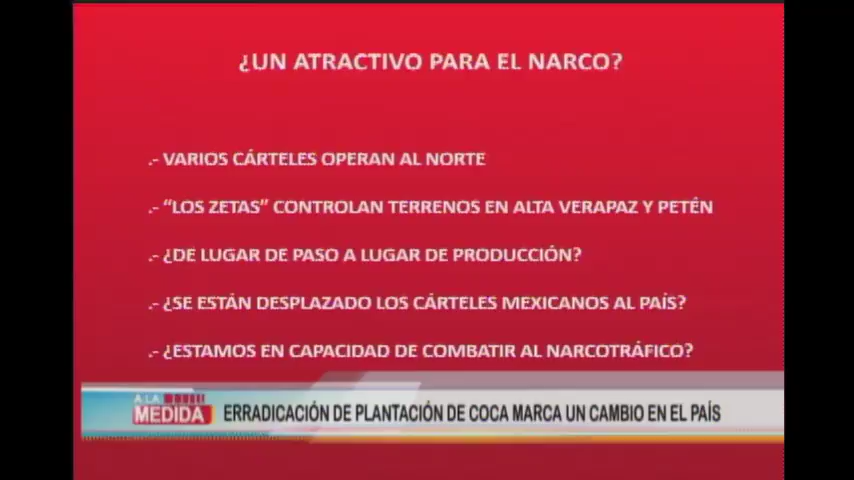 ¿UN ATRACTIVO PARA EL NARCO?
.- VARIOS CÁRTELES OPERAN AL NORTE
.- “LOS ZETAS” CONTROLAN TERRENOS EN ALTA VERAPAZ Y PETÉN
.- ¿DE LUGAR DE PASO A LUGAR DE PRODUCCIÓN?
.- ¿SE ESTÁN DESPLAZADO LOS CÁRTELES MEXICANOS AL PAÍS?
.- ¿ESTAMOS EN CAPACIDAD DE COMBATIR AL NARCOTRÁFICO?
A LA
MEDIDA
ERRADICACIÓN DE PLANTACIÓN DE COCA MARCA UN CAMBIO EN EL PAÍS